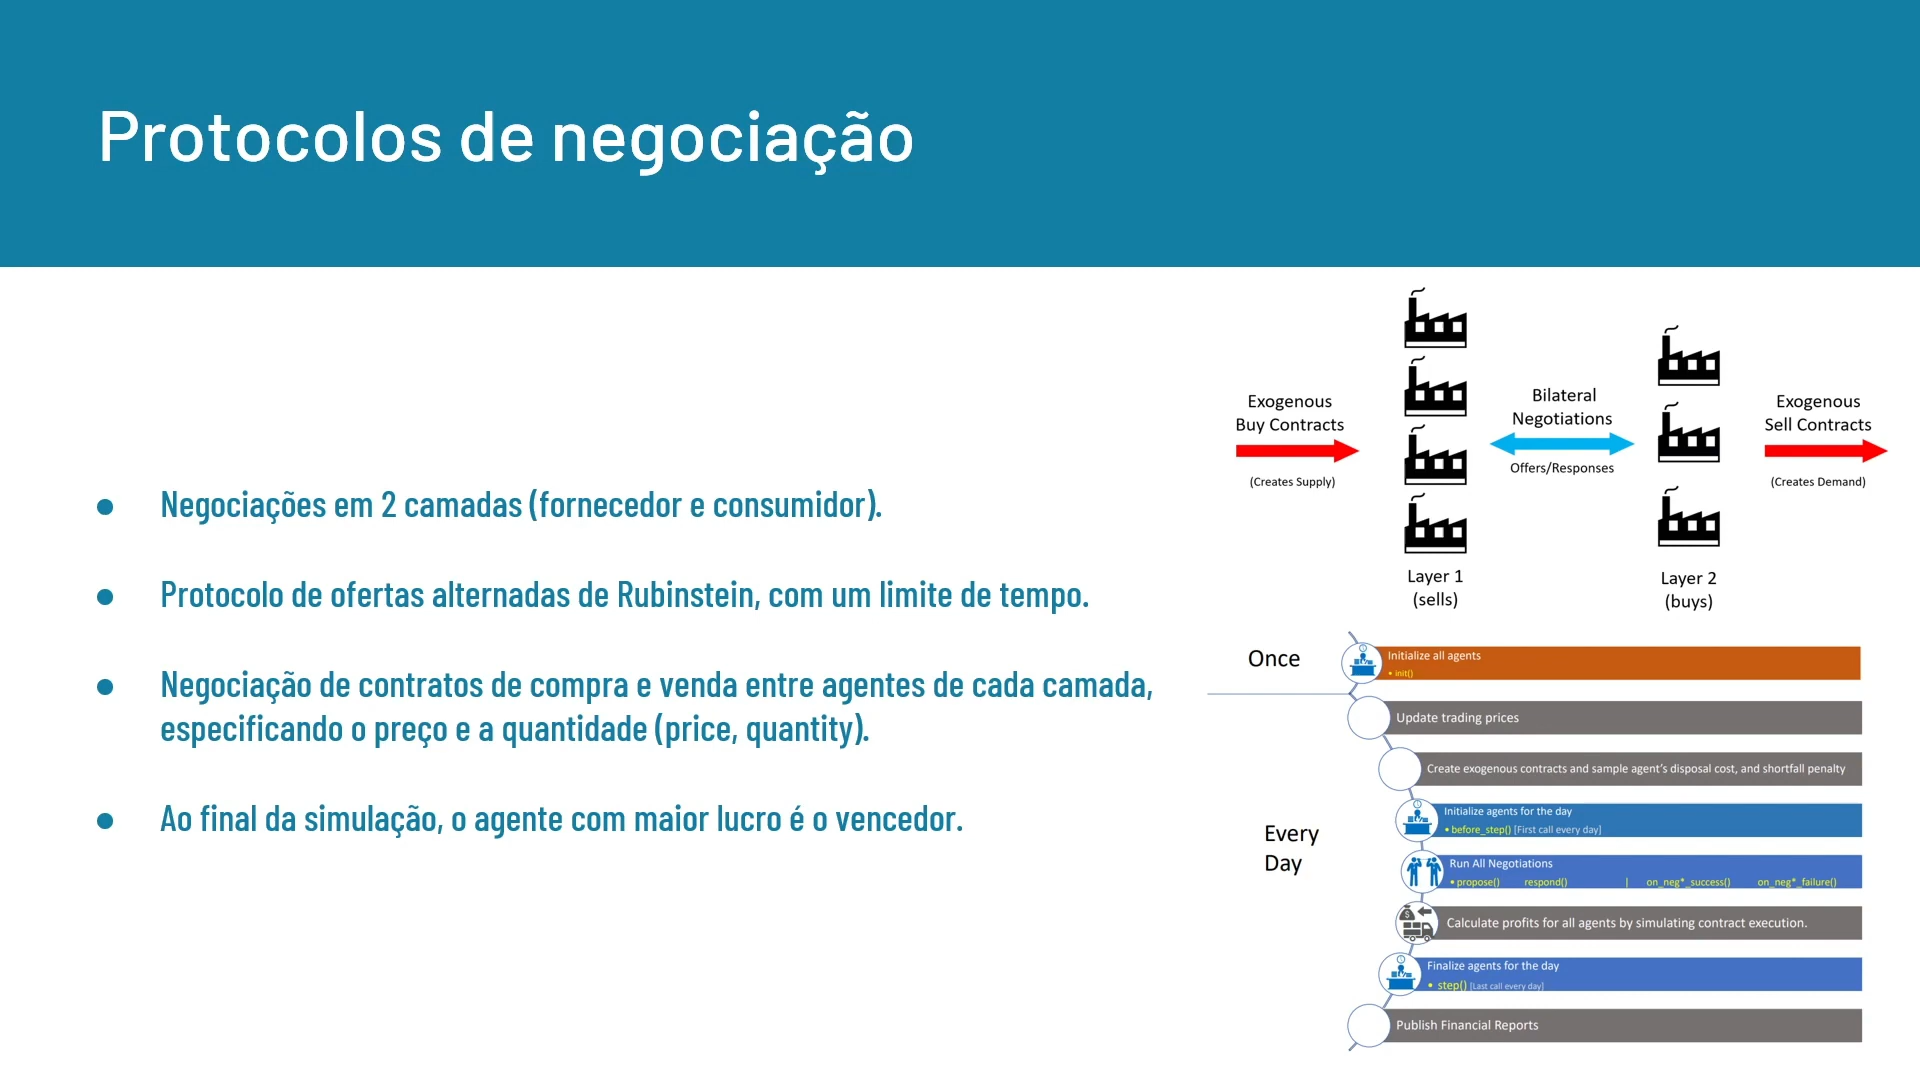 Protocolos de negociação
● Negociações em 2 camadas (fornecedor e consumidor).
● Protocolo de ofertas alternadas de Rubinstein, com um limite de tempo.
● Negociação de contratos de compra e venda entre agentes de cada camada,
especificando o preço e a quantidade (price, quantity).
● Ao final da simulação, o agente com maior lucro é o vencedor.
Exogenous
Buy Contracts
(Creates Supply)
Layer 1
(sells)
Bilateral
Negotiations
Offers/Responses
Layer 2
(buys)
Exogenous
Sell Contracts
(Creates Demand)
Once
Initialize all agents
• init()
Every
Day
Update trading prices
Create exogenous contracts and sample agent's disposal cost, and shortfall penalty
Initialize agents for the day
• before_step() [First call every day]
Run All Negotiations
• propose() respond() | on_neg*_success() on_neg*_failure()
Calculate profits for all agents by simulating contract execution.
Finalize agents for the day
• step() [Last call every day]
Publish Financial Reports